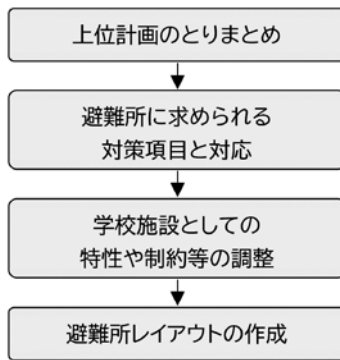 上位計画のとりまとめ
避難所に求められる
対策項目と対応
学校施設としての
特性や制約等の調整
避難所レイアウトの作成